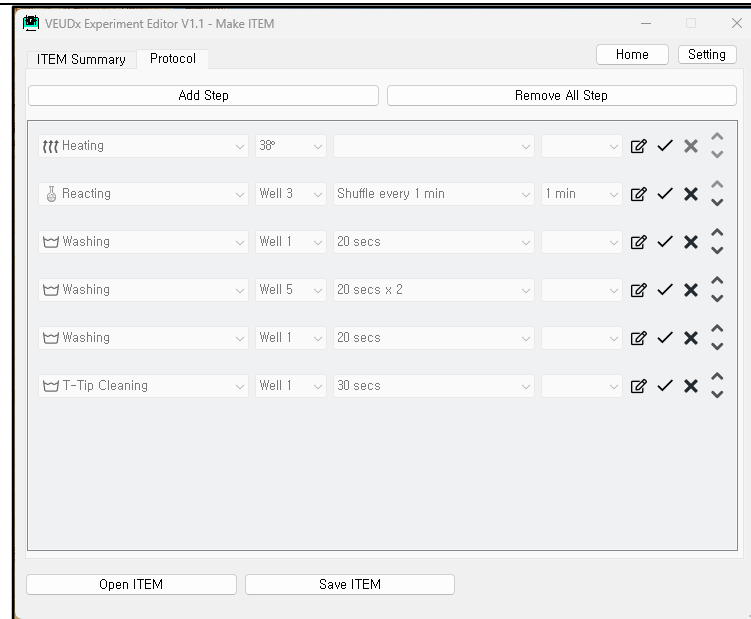 VEUDx Experiment Editor V1.1 - Make ITEM
ITEM Summary Protocol Home Setting
Add Step Remove All Step
Heating 38º
Reacting Well 3 Shuffle every 1 min 1 min
Washing Well 1 20 secs
Washing Well 5 20 secs x 2
Washing Well 1 20 secs
T-Tip Cleaning Well 1 30 secs
Open ITEM Save ITEM